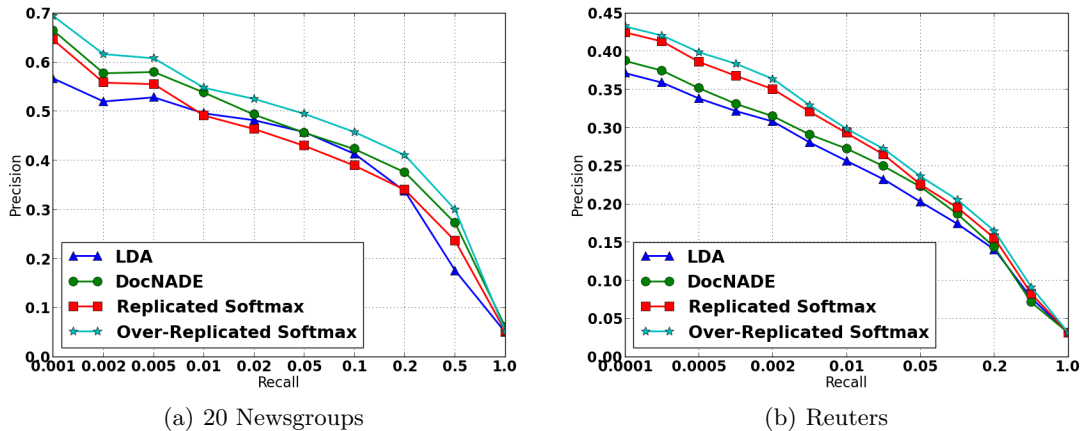 0.7
0.6
0.5
0.4
0.3
0.2
0.1
0.0
Precision
LDA
DocNADE
Replicated Softmax
Over-Replicated Softmax
0.001 0.002 0.005 0.01 0.02 0.05 0.1 0.2 0.5 1.0
Recall
(a) 20 Newsgroups
0.45
0.40
0.35
0.30
0.25
0.20
0.15
0.10
0.05
0.00
Precision
LDA
DocNADE
Replicated Softmax
Over-Replicated Softmax
0.0001 0.0005 0.002 0.01 0.05 0.2 1.0
Recall
(b) Reuters